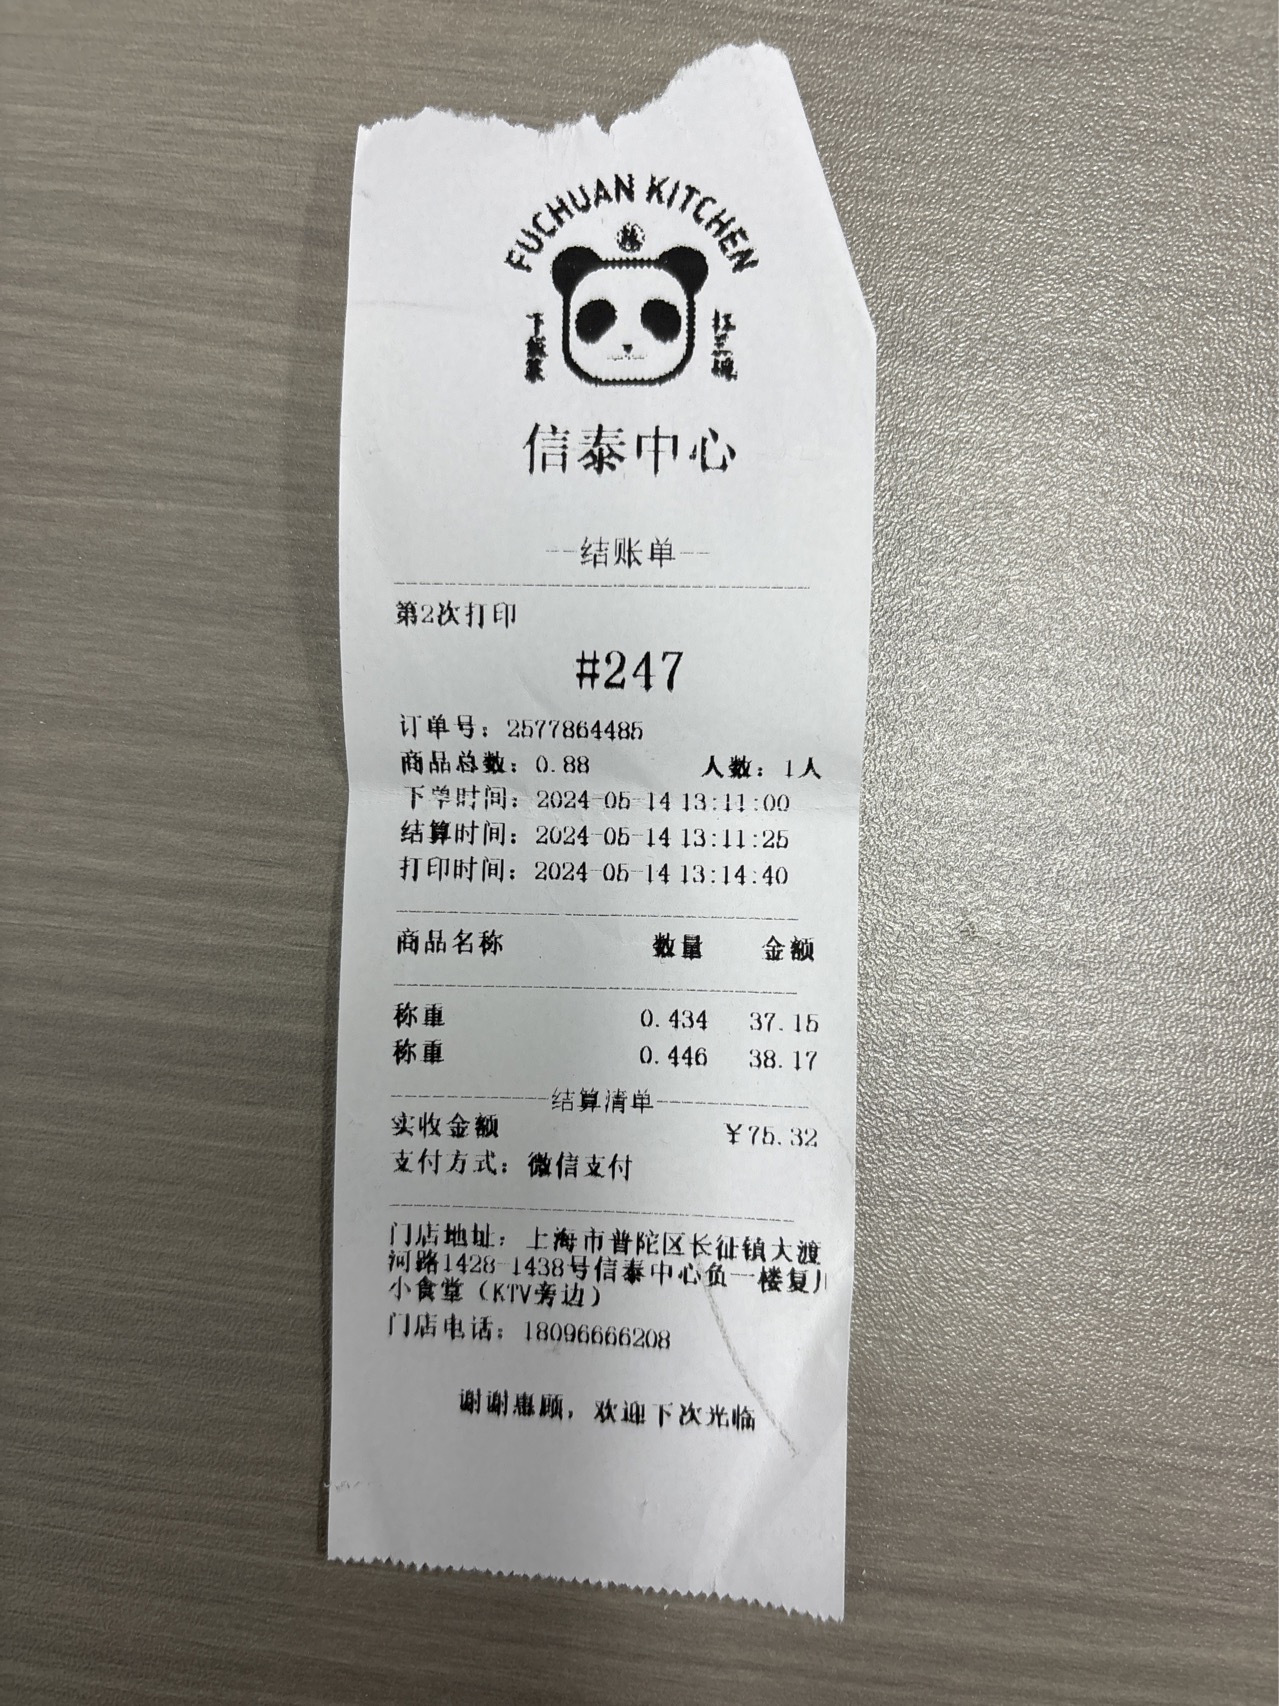 FUCHUAN KITCHEN
下饭菜
扛三碗
信泰中心
--结账单--
第2次打印
#247
订单号：2577864485
商品总数：0.88 人数：1人
下单时间：2024-05-14 13:11:00
结算时间：2024-05-14 13:11:25
打印时间：2024-05-14 13:14:40
商品名称 数量 金额
称重 0.434 37.15
称重 0.446 38.17
结算清单
实收金额 ￥75.32
支付方式：微信支付
门店地址：上海市普陀区长征镇大渡
河路1428-1438号信泰中心负一楼复
小食堂（KTV旁边）
门店电话：18096666208
谢谢惠顾，欢迎下次光临